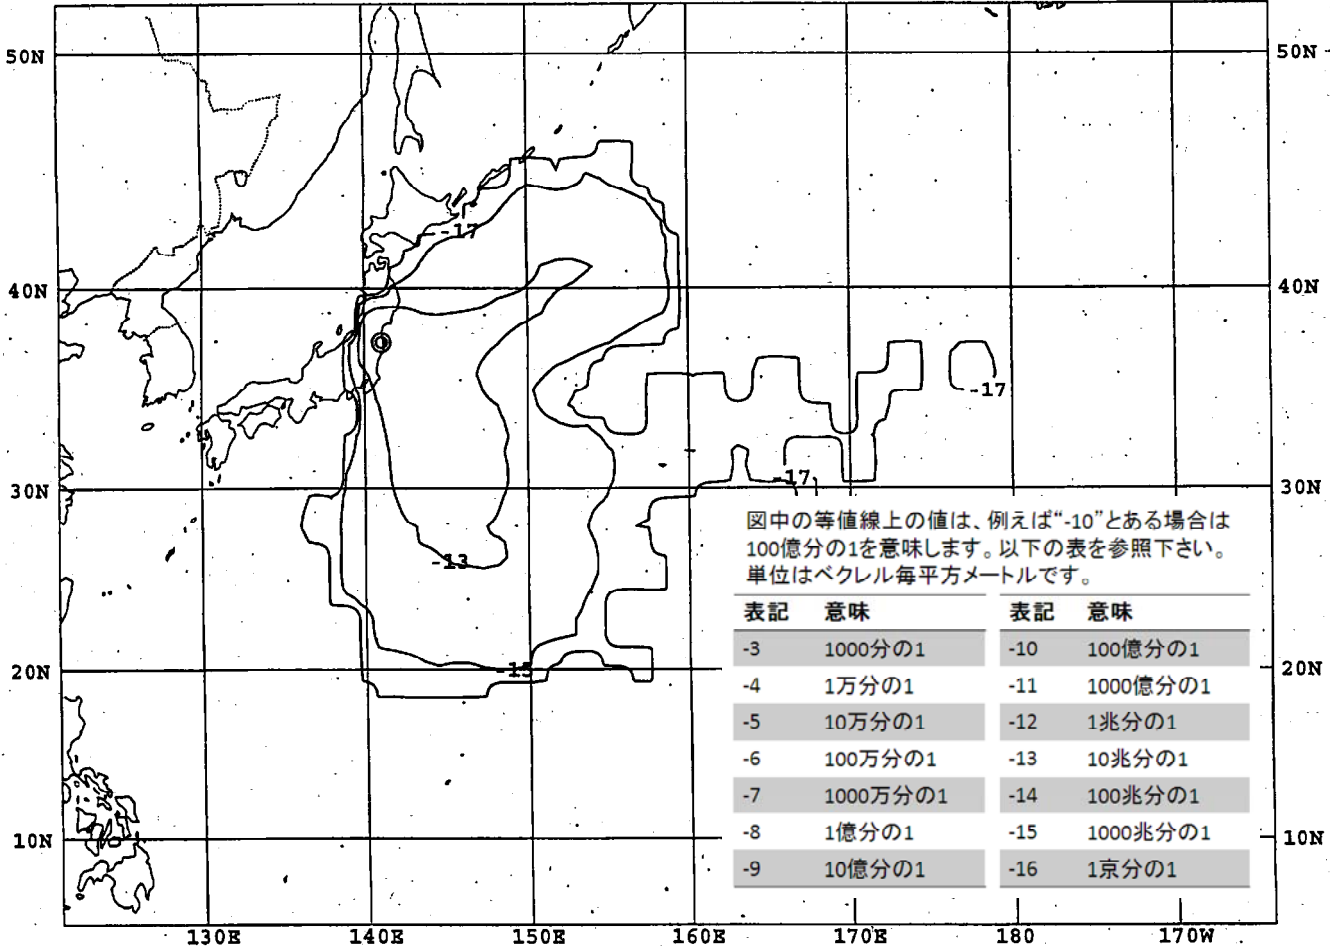 50N
50N
-17
40N
40N
-17
-17
30N
30N
図中の等値線上の値は、例えば“-10”とある場合は
100億分の1を意味します。以下の表を参照下さい。
単位はベクレル毎平方メートルです。
-13
表記 意味 表記 意味
-3 1000分の1 -10 100億分の1
20N
-15
20N
-4 1万分の1 -11 1000億分の1
-5 10万分の1 -12 1兆分の1
-6 100万分の1 -13 10兆分の1
-7 1000万分の1 -14 100兆分の1
10N
-8 1億分の1 -15 1000兆分の1
10N
-9 10億分の1 -16 1京分の1
130E 140E 150E 160E 170E 180 170W